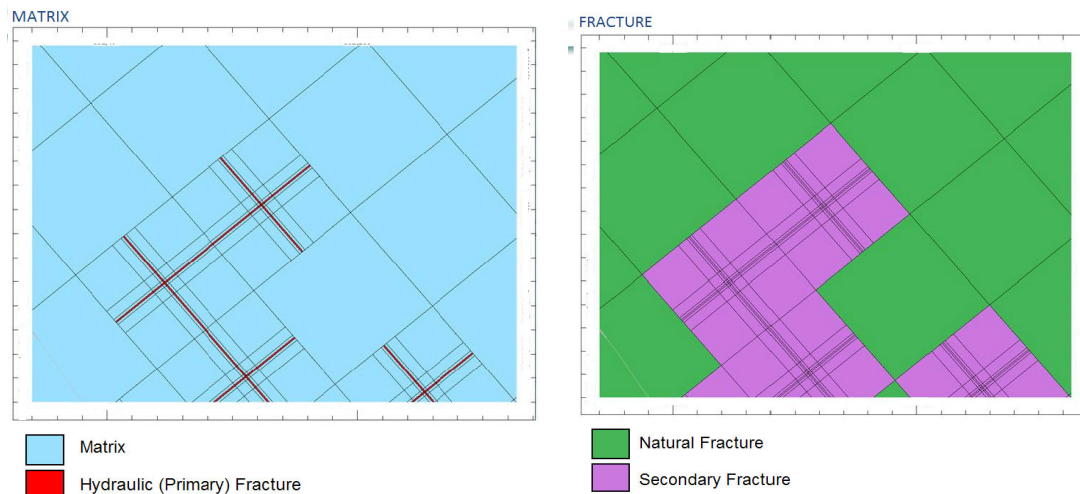 MATRIX
FRACTURE
Matrix
Hydraulic (Primary) Fracture
Natural Fracture
Secondary Fracture